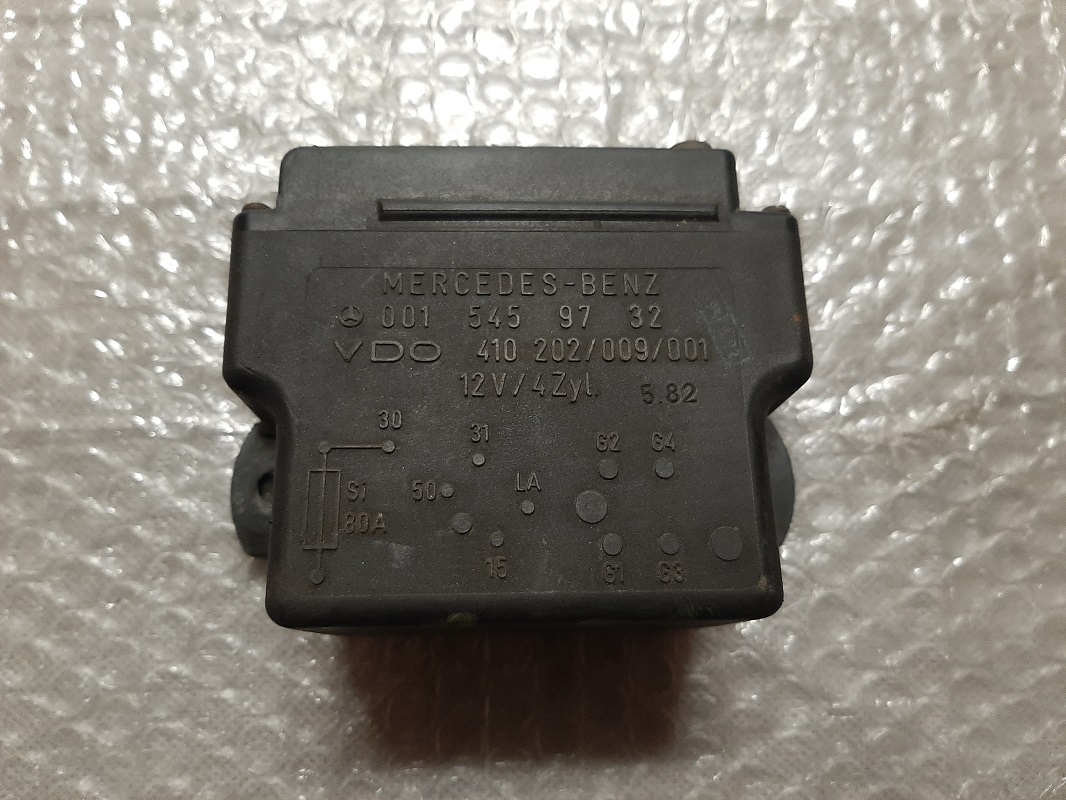 MERCEDES-BENZ
001 545 97 32
VDO 410 202/009/001
12V/4Zyl. 5.82
30
31
G2 G4
Si 50 LA
80A
15 G1 G3